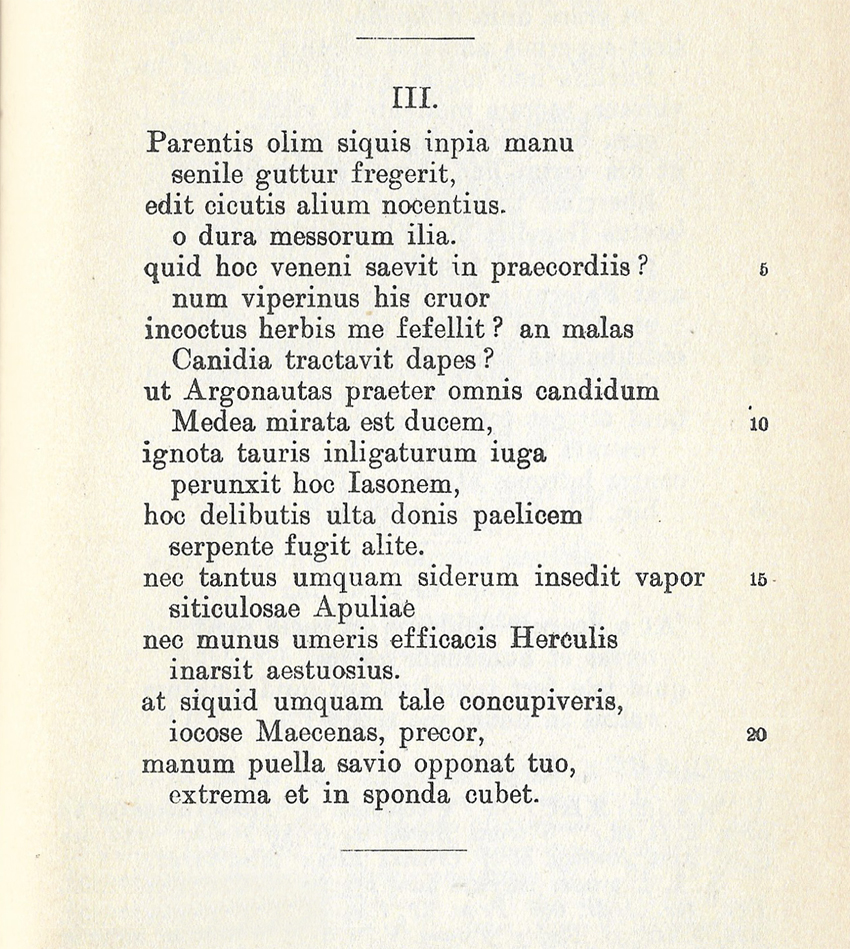 III.
Parentis olim siquis inpia manu
senile guttur fregerit,
edit cicutis alium nocentius.
o dura messorum ilia.
quid hoc veneni saevit in praecordiis? 5
num viperinus his cruor
incoctus herbis me fefellit? an malas
Canidia tractavit dapes?
ut Argonautas praeter omnis candidum
Medea mirata est ducem, 10
ignota tauris inligaturum iuga
perunxit hoc Iasonem,
hoc delibutis ulta donis paelicem
serpente fugit alite.
nec tantus umquam siderum insedit vapor 15
siticulosae Apuliae
nec munus umeris efficacis Herculis
inarsit aestuosius.
at siquid umquam tale concupiveris,
iocose Maecenas, precor, 20
manum puella savio opponat tuo,
extrema et in sponda cubet.